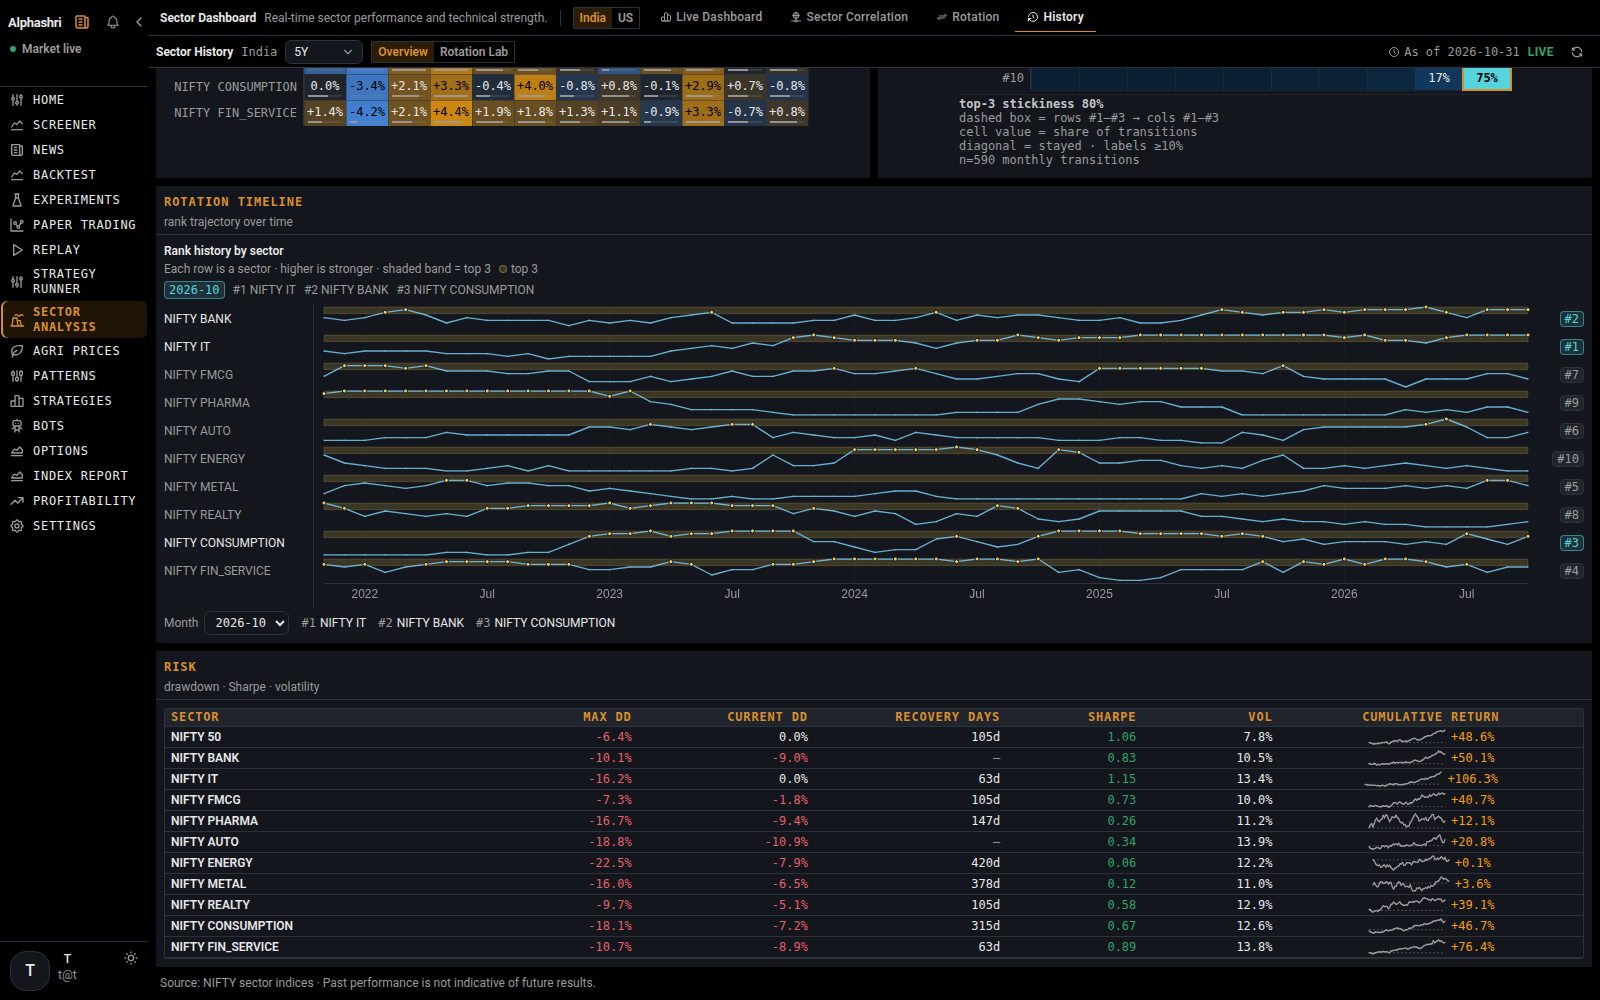 Alphashri
Market live
HOME
SCREENER
NEWS
BACKTEST
EXPERIMENTS
PAPER TRADING
REPLAY
STRATEGY
RUNNER
SECTOR
ANALYSIS
AGRI PRICES
PATTERNS
STRATEGIES
BOTS
OPTIONS
INDEX REPORT
PROFITABILITY
SETTINGS
T
T
t@t
Sector Dashboard Real-time sector performance and technical strength. India US Live Dashboard Sector Correlation Rotation History
Sector History India 5Y Overview Rotation Lab As of 2026-10-31 LIVE
NIFTY CONSUMPTION 0.0% -3.4% +2.1% +3.3% -0.4% +4.0% -0.8% +0.8% -0.1% +2.9% +0.7% -0.8%
NIFTY FIN_SERVICE +1.4% -4.2% +2.1% +4.4% +1.9% +1.8% +1.3% +1.1% -0.9% +3.3% -0.7% +0.8%
#10 17% 75%
top-3 stickiness 80%
dashed box = rows #1–#3 → cols #1–#3
cell value = share of transitions
diagonal = stayed · labels ≥10%
n=590 monthly transitions
ROTATION TIMELINE
rank trajectory over time
Rank history by sector
Each row is a sector · higher is stronger · shaded band = top 3 top 3
2026-10 #1 NIFTY IT #2 NIFTY BANK #3 NIFTY CONSUMPTION
NIFTY BANK #2
NIFTY IT #1
NIFTY FMCG #7
NIFTY PHARMA #9
NIFTY AUTO #6
NIFTY ENERGY #10
NIFTY METAL #5
NIFTY REALTY #8
NIFTY CONSUMPTION #3
NIFTY FIN_SERVICE #4
2022 Jul 2023 Jul 2024 Jul 2025 Jul 2026 Jul
Month 2026-10 #1 NIFTY IT #2 NIFTY BANK #3 NIFTY CONSUMPTION
RISK
drawdown · Sharpe · volatility
SECTOR MAX DD CURRENT DD RECOVERY DAYS SHARPE VOL CUMULATIVE RETURN
NIFTY 50 -6.4% 0.0% 105d 1.06 7.8% +48.6%
NIFTY BANK -10.1% -9.0% — 0.83 10.5% +50.1%
NIFTY IT -16.2% 0.0% 63d 1.15 13.4% +106.3%
NIFTY FMCG -7.3% -1.8% 105d 0.73 10.0% +40.7%
NIFTY PHARMA -16.7% -9.4% 147d 0.26 11.2% +12.1%
NIFTY AUTO -18.8% -10.9% — 0.34 13.9% +20.8%
NIFTY ENERGY -22.5% -7.9% 420d 0.06 12.2% +0.1%
NIFTY METAL -16.0% -6.5% 378d 0.12 11.0% +3.6%
NIFTY REALTY -9.7% -5.1% 105d 0.58 12.9% +39.1%
NIFTY CONSUMPTION -18.1% -7.2% 315d 0.67 12.6% +46.7%
NIFTY FIN_SERVICE -10.7% -8.9% 63d 0.89 13.8% +76.4%
Source: NIFTY sector indices · Past performance is not indicative of future results.